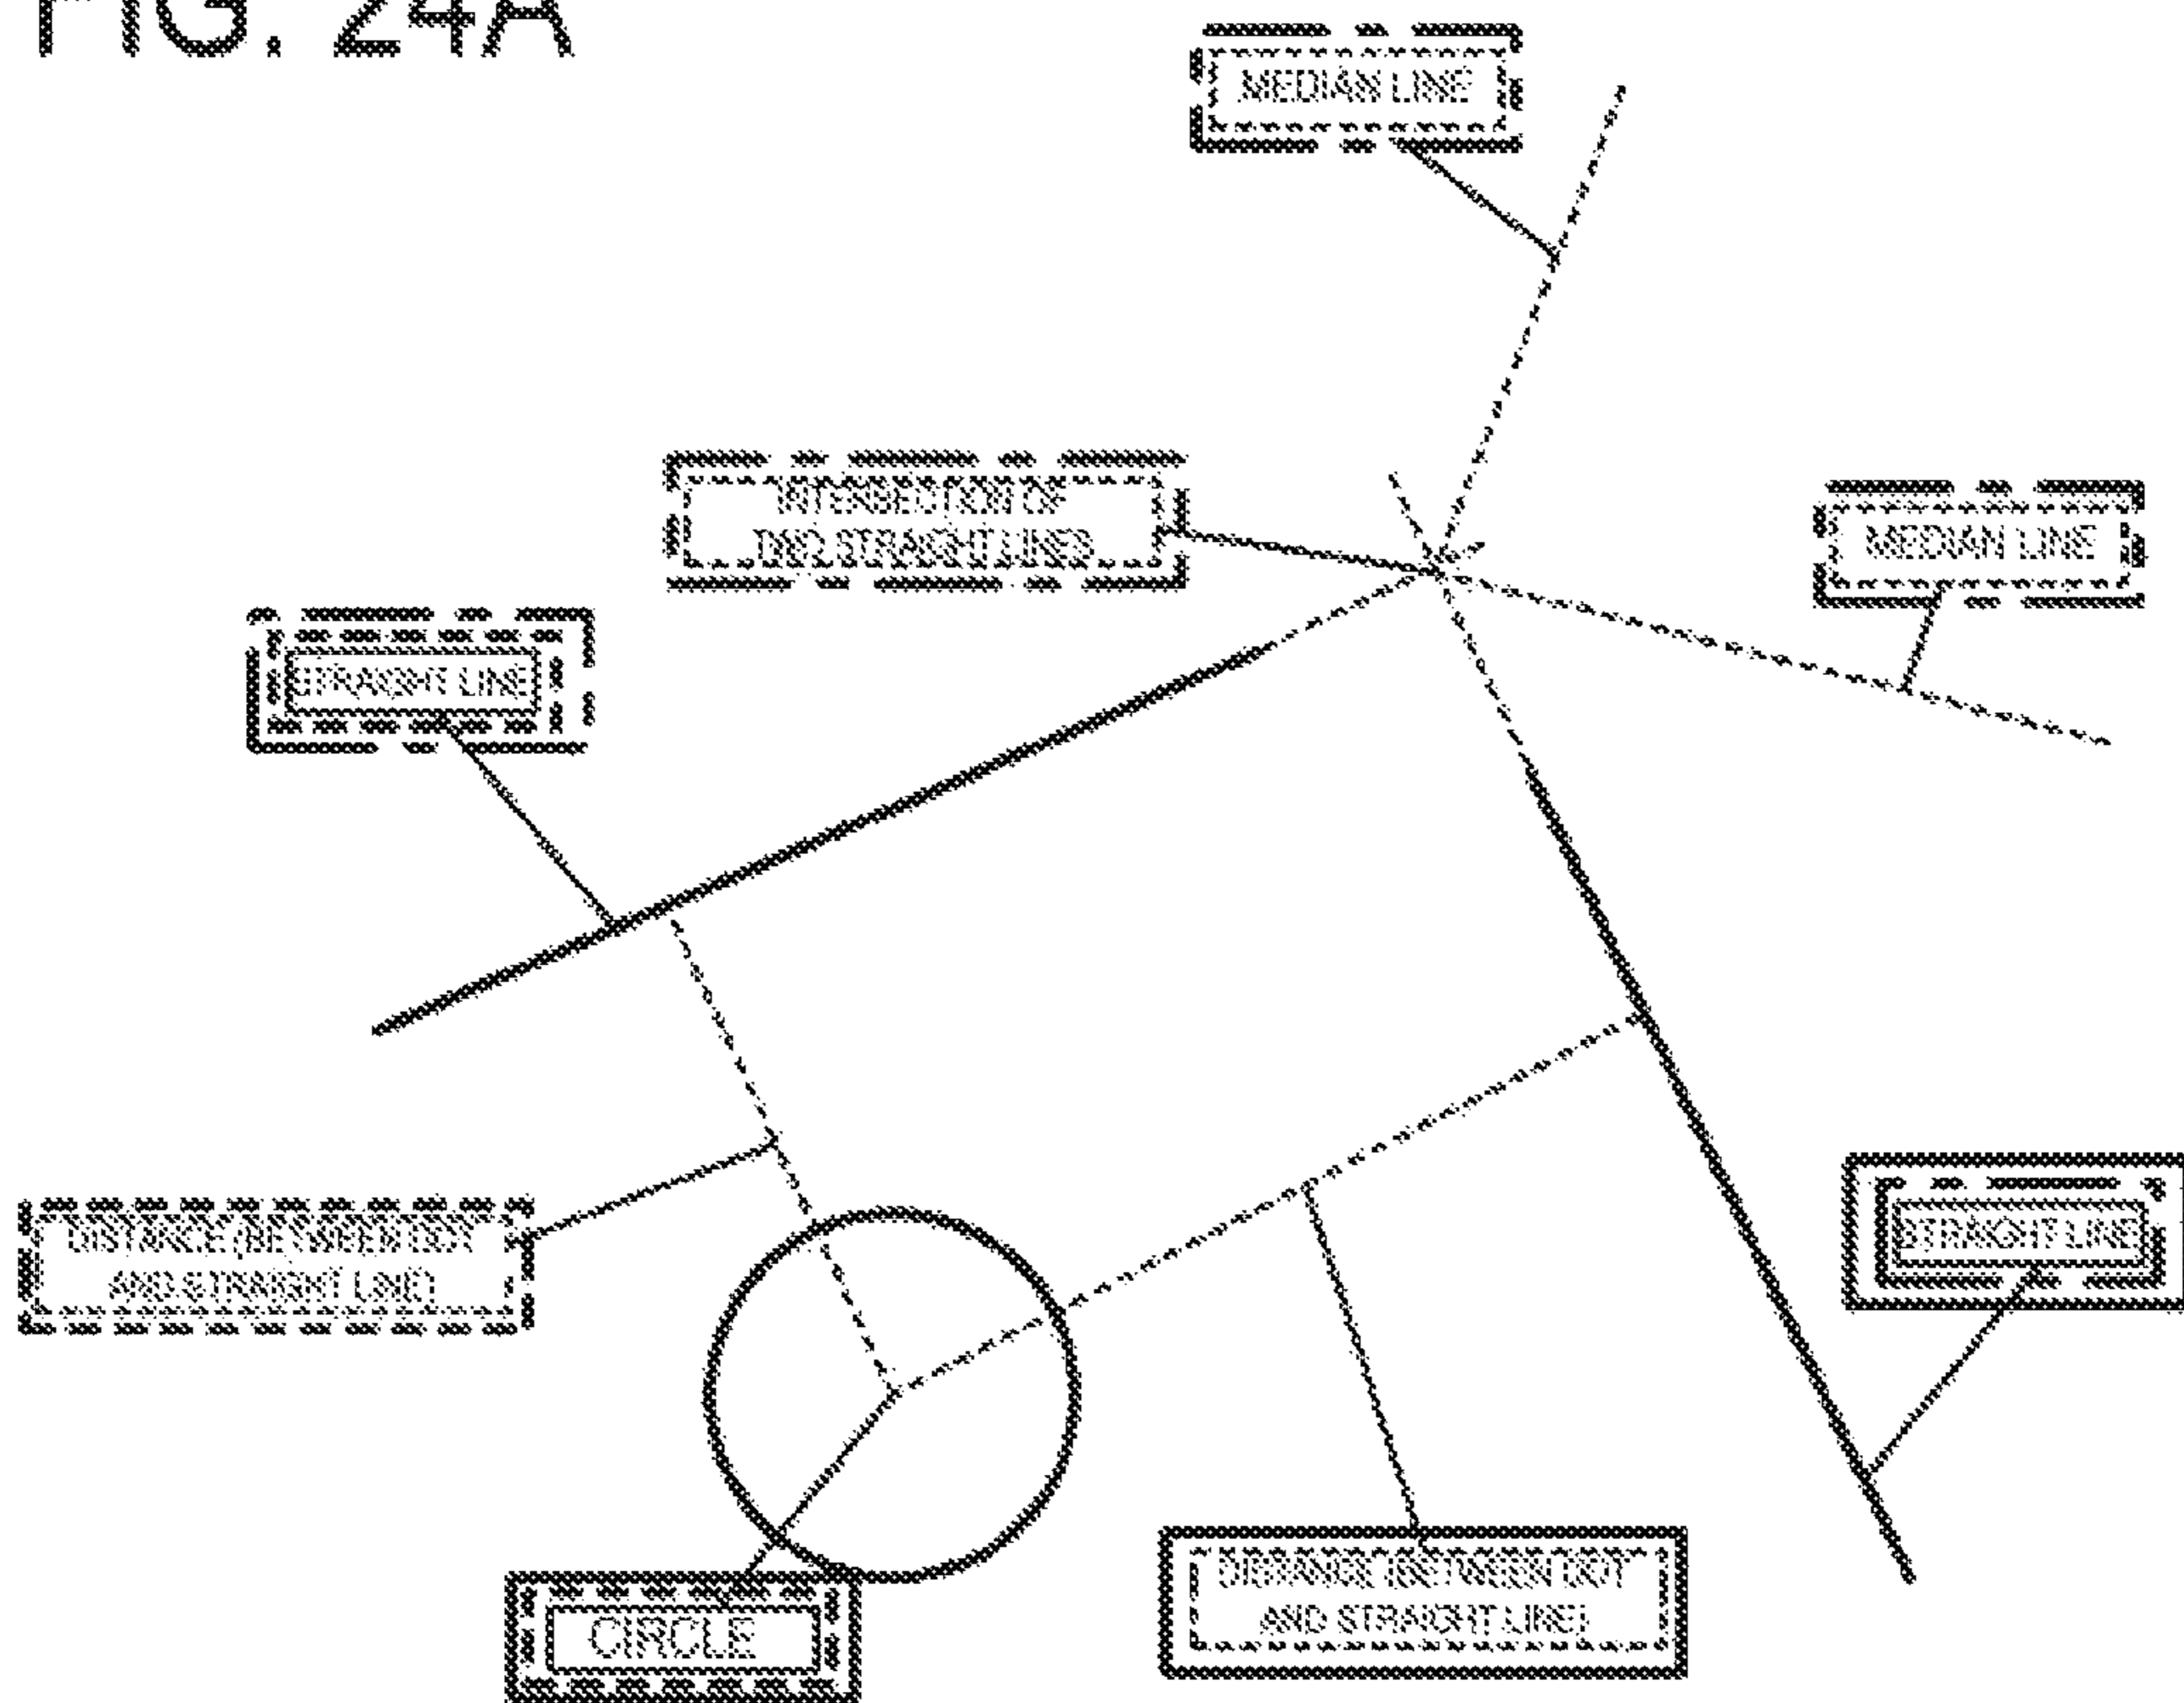 FIG. 24A
MEDIAN LINE
INTERSECTION OF
TWO STRAIGHT LINES
MEDIAN LINE
STRAIGHT LINE
DISTANCE (BETWEEN DOT
AND STRAIGHT LINE)
STRAIGHT LINE
DISTANCE (BETWEEN DOT
AND STRAIGHT LINE)
CIRCLE